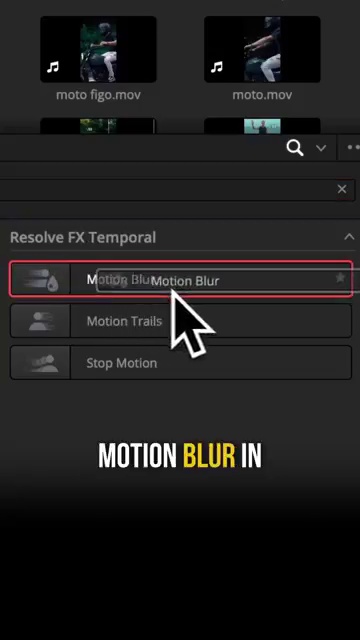 moto figo.mov
moto.mov
Resolve FX Temporal
Motion Blur
Motion Blur
Motion Trails
Stop Motion
MOTION BLUR IN